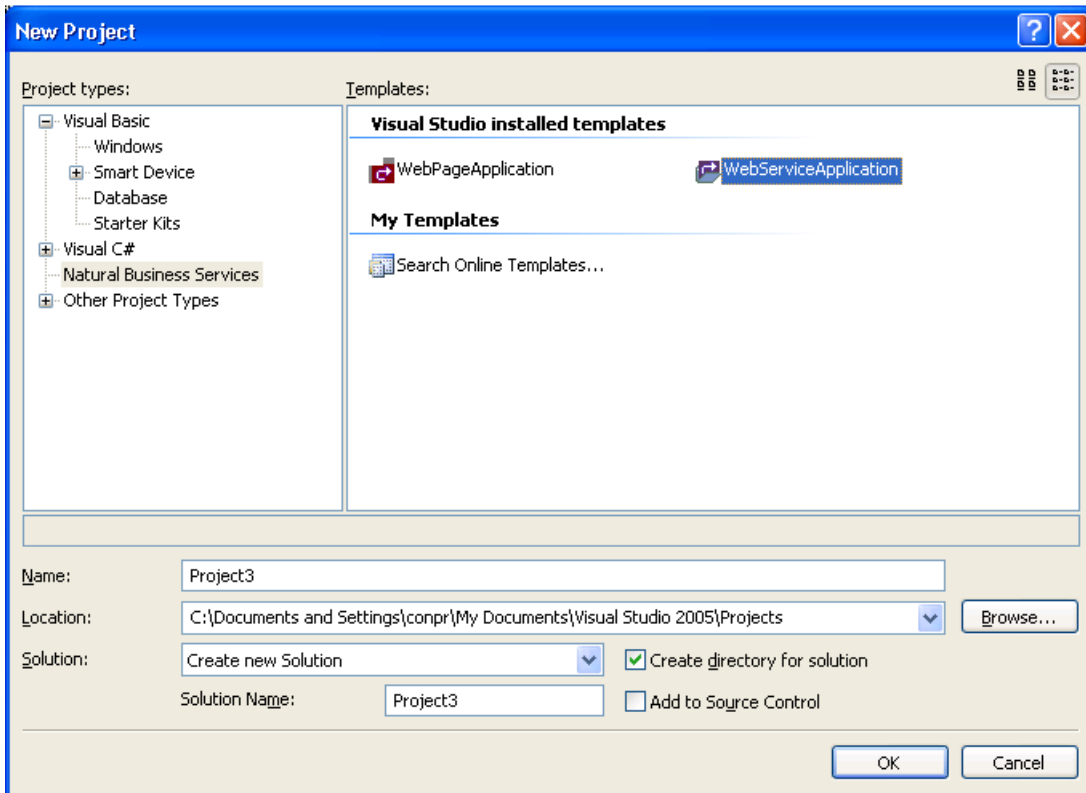 New Project
Project types:
Templates:
Visual Basic
Windows
Smart Device
Database
Starter Kits
Visual C#
Natural Business Services
Other Project Types
Visual Studio installed templates
WebPageApplication
WebServiceApplication
My Templates
Search Online Templates...
Name:
Project3
Location:
C:\Documents and Settings\conpr\My Documents\Visual Studio 2005\Projects
Browse...
Solution:
Create new Solution
Create directory for solution
Solution Name:
Project3
Add to Source Control
OK
Cancel